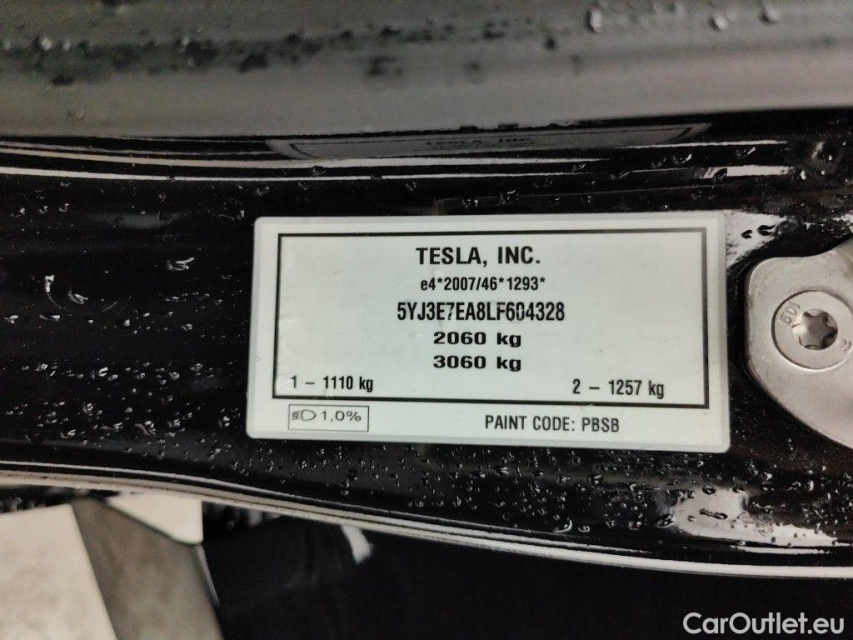 TESLA, INC.
e4*2007/46*1293*
5YJ3E7EA8LF604328
2060 kg
3060 kg
1 – 1110 kg
2 – 1257 kg
1,0%
PAINT CODE: PBSB
CarOutlet.eu